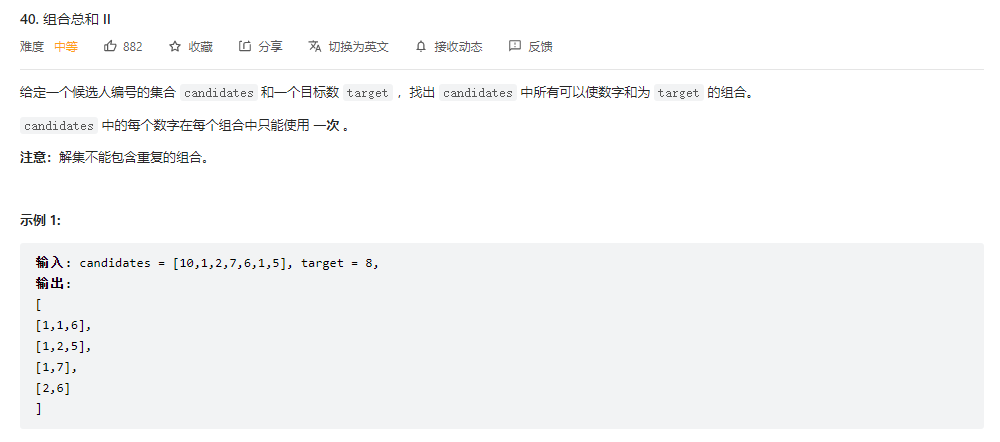 40. 组合总和 II
难度 中等 882 收藏 分享 切换为英文 接收动态 反馈
给定一个候选人编号的集合 candidates 和一个目标数 target ，找出 candidates 中所有可以使数字和为 target 的组合。
candidates 中的每个数字在每个组合中只能使用 一次 。
注意：解集不能包含重复的组合。
示例 1:
输入: candidates = [10,1,2,7,6,1,5], target = 8,
输出:
[
[1,1,6],
[1,2,5],
[1,7],
[2,6]
]